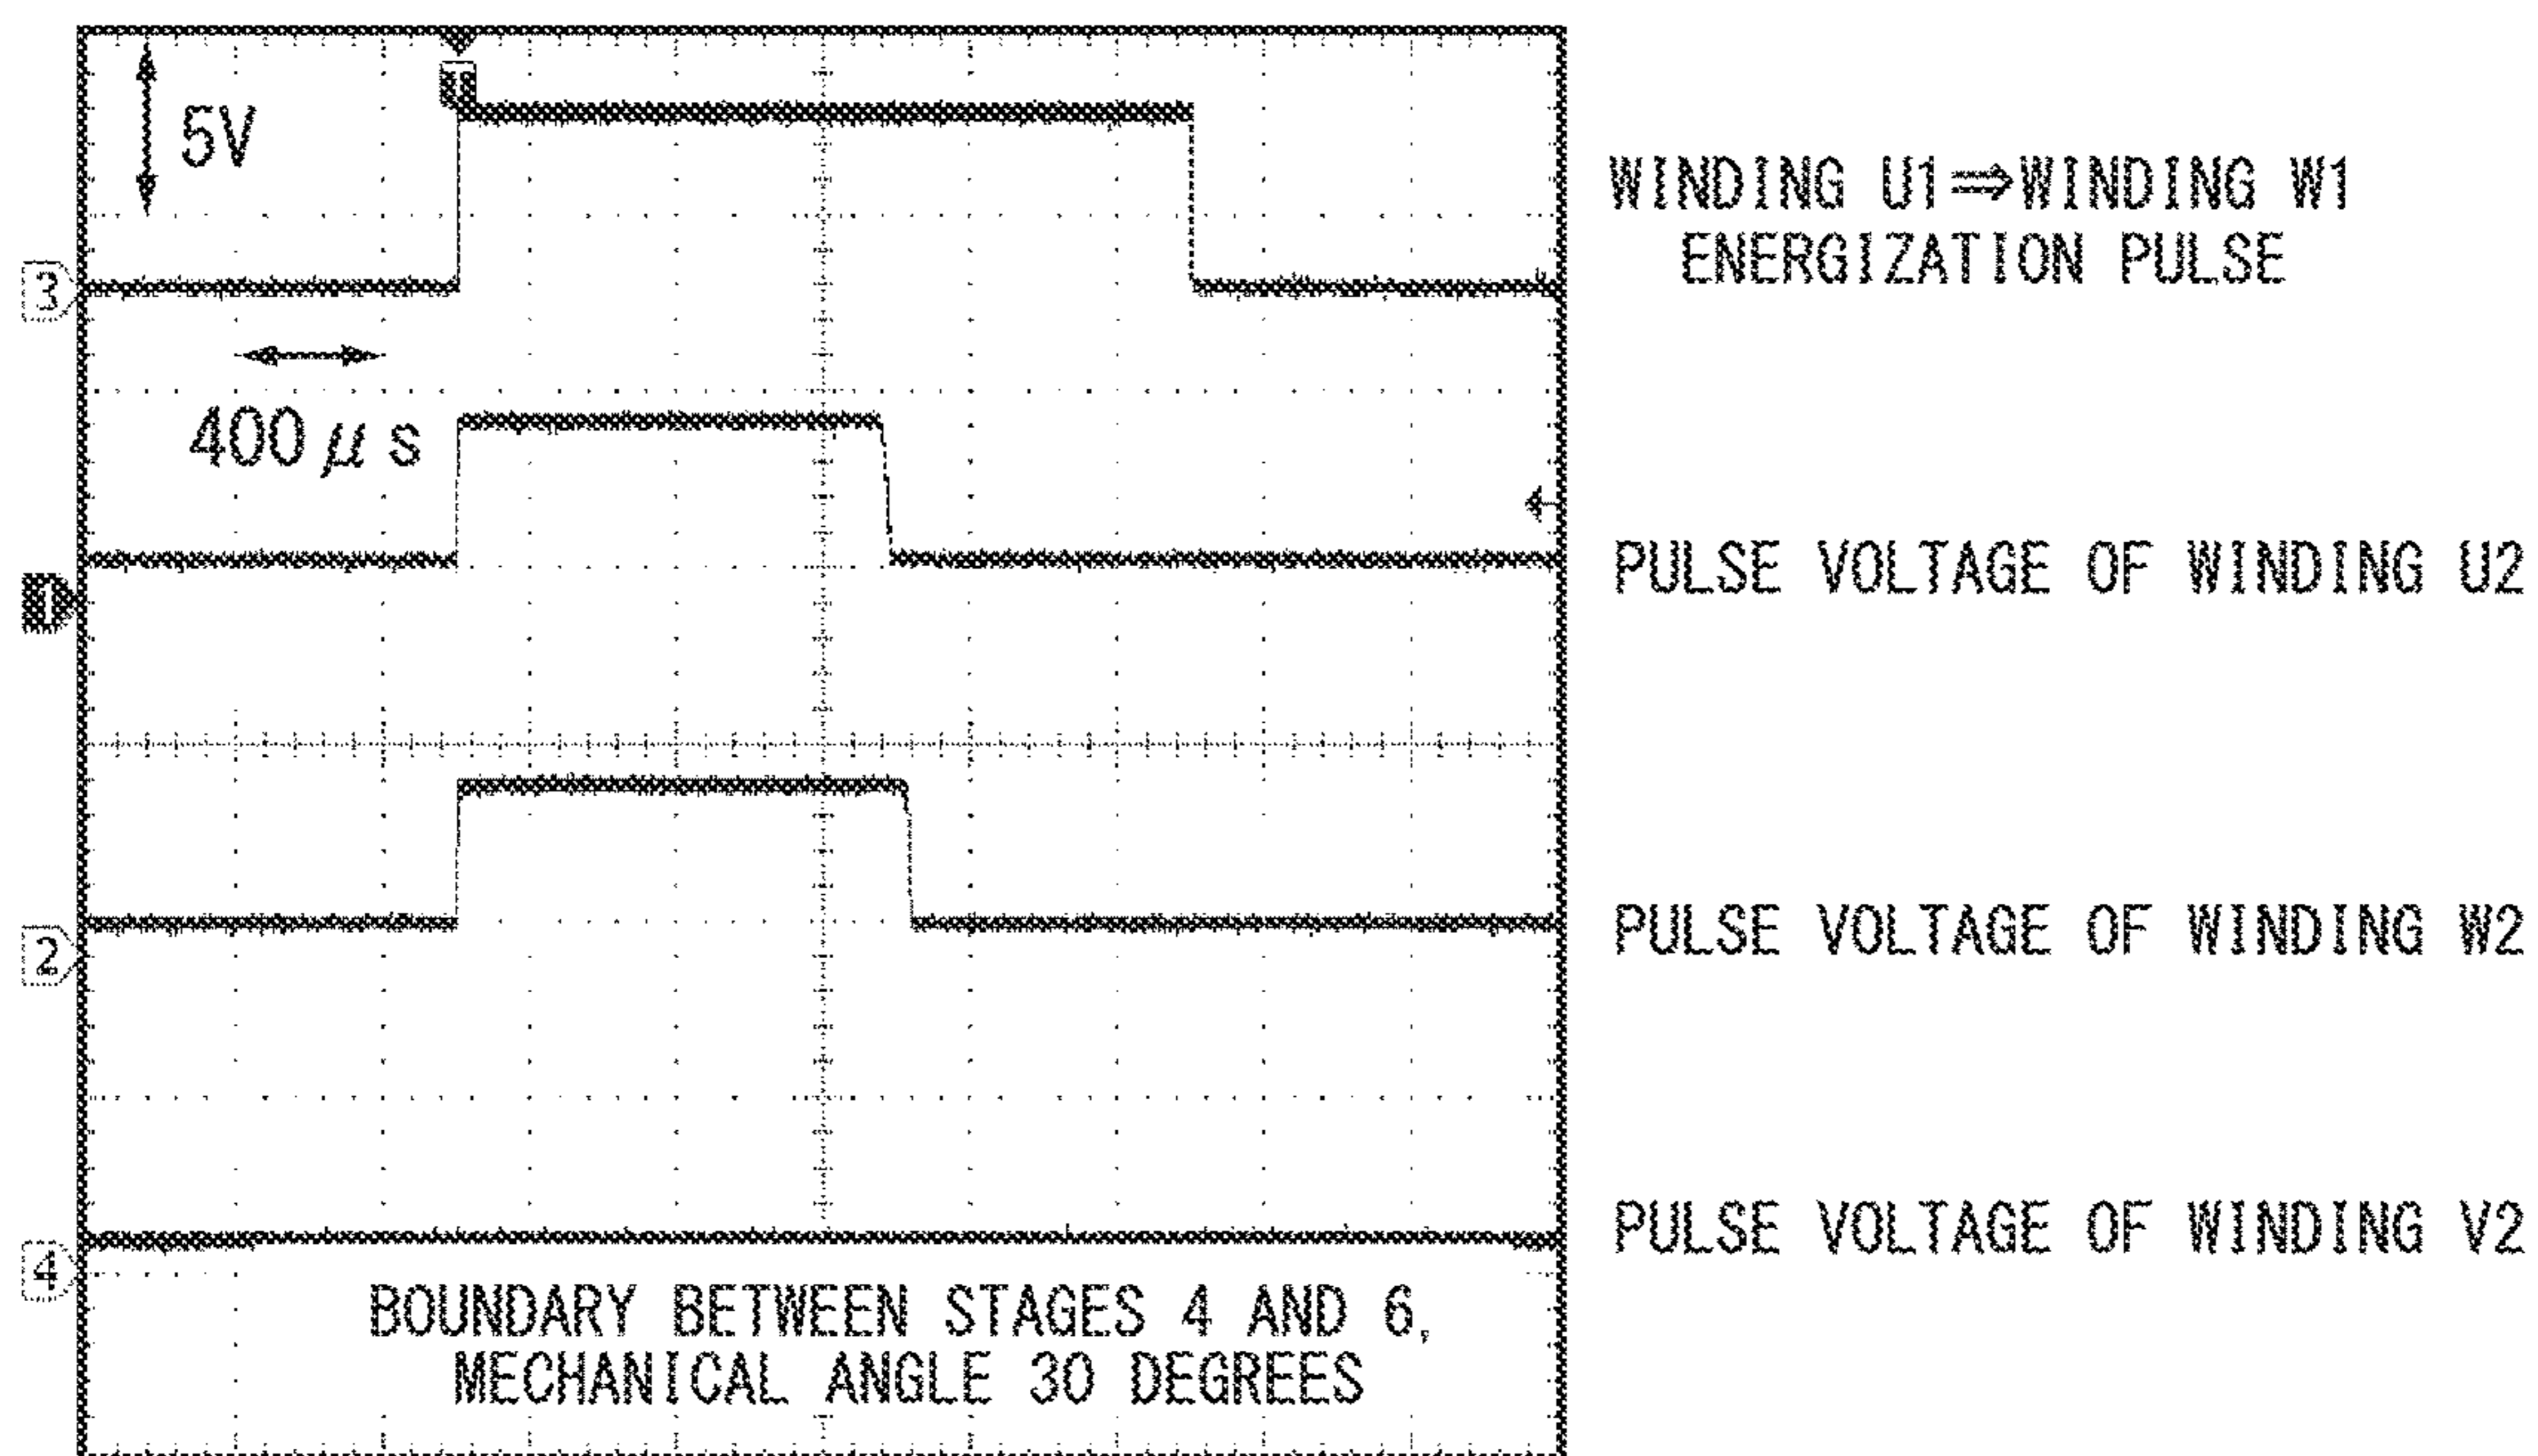 T
5V
WINDING U1⇒WINDING W1
ENERGIZATION PULSE
3
400μs
1
PULSE VOLTAGE OF WINDING U2
2
PULSE VOLTAGE OF WINDING W2
PULSE VOLTAGE OF WINDING V2
4
BOUNDARY BETWEEN STAGES 4 AND 6,
MECHANICAL ANGLE 30 DEGREES